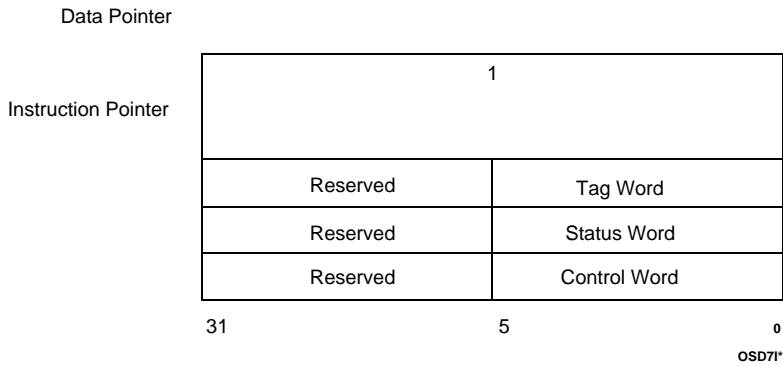 Data Pointer
1
Instruction Pointer
Reserved Tag Word
Reserved Status Word
Reserved Control Word
31 5 0
OSD7I*